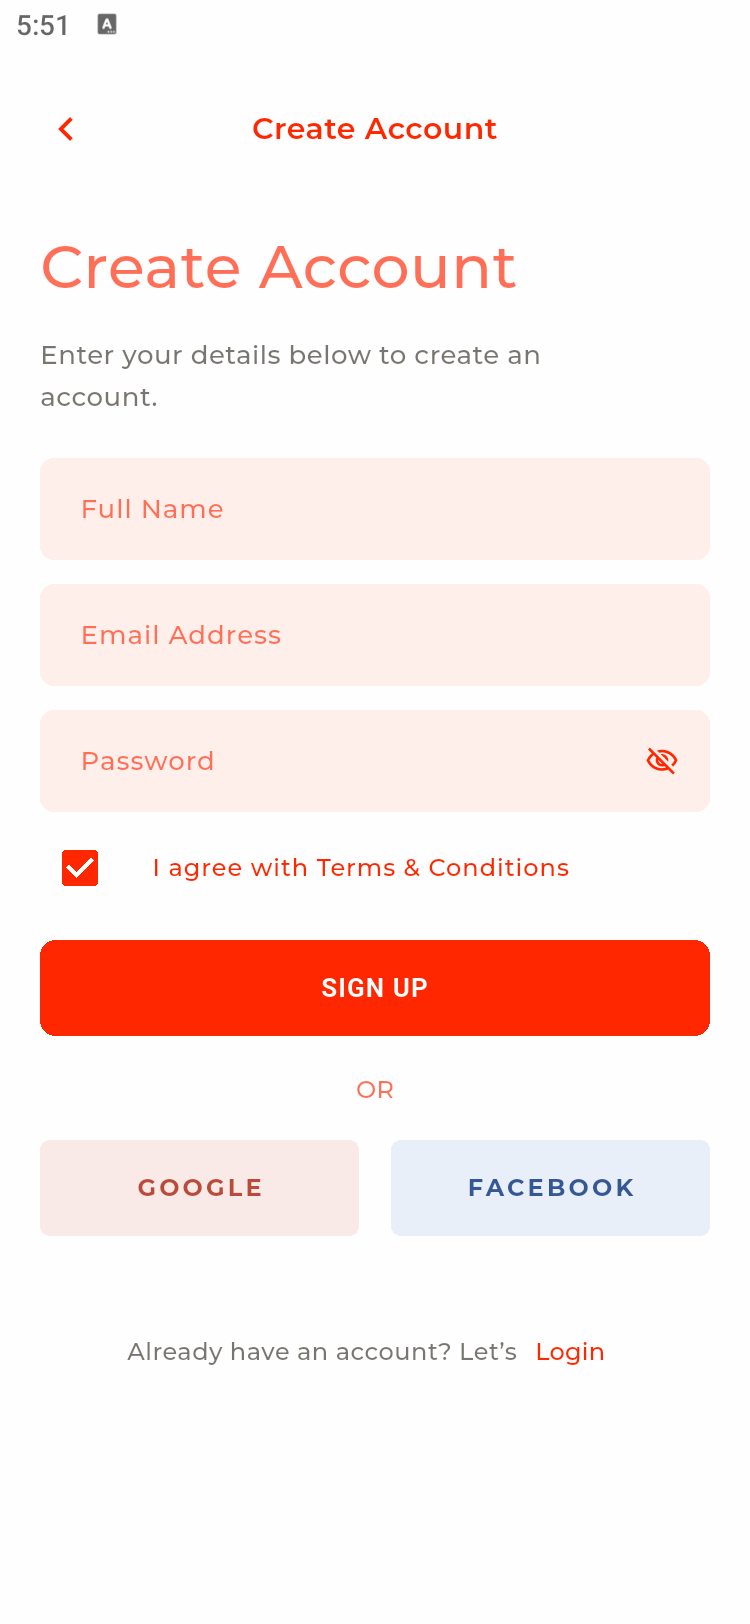 5:51
Create Account
Create Account
Enter your details below to create an
account.
Full Name
Email Address
Password
I agree with Terms & Conditions
SIGN UP
OR
GOOGLE
FACEBOOK
Already have an account? Let’s Login